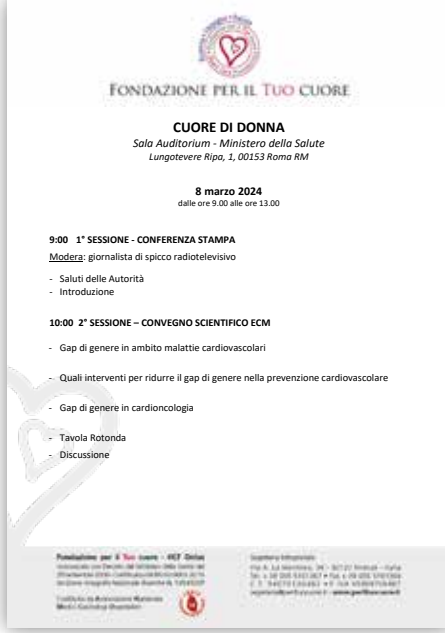 FONDAZIONE PER IL TUO CUORE
CUORE DI DONNA
Sala Auditorium - Ministero della Salute
Lungotevere Ripa, 1, 00153 Roma RM
8 marzo 2024
dalle ore 9.00 alle ore 13.00
9:00 1° SESSIONE - CONFERENZA STAMPA
Modera: giornalista di spicco radiotelevisivo
- Saluti delle Autorità
- Introduzione
10:00 2° SESSIONE – CONVEGNO SCIENTIFICO ECM
- Gap di genere in ambito malattie cardiovascolari
- Quali interventi per ridurre il gap di genere nella prevenzione cardiovascolare
- Gap di genere in cardioncologia
- Tavola Rotonda
- Discussione
Fondazione per il Tuo cuore - HCF Onlus